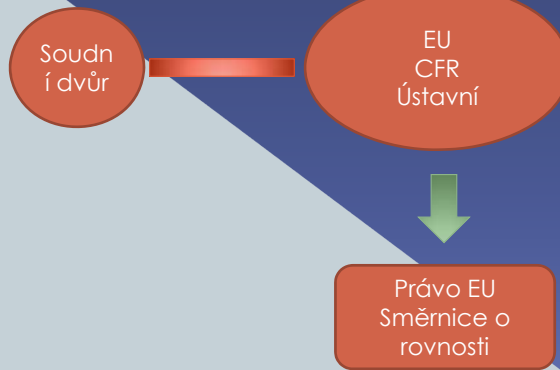 Soudn
í dvůr
EU
CFR
Ústavní
Právo EU
Směrnice o
rovnosti